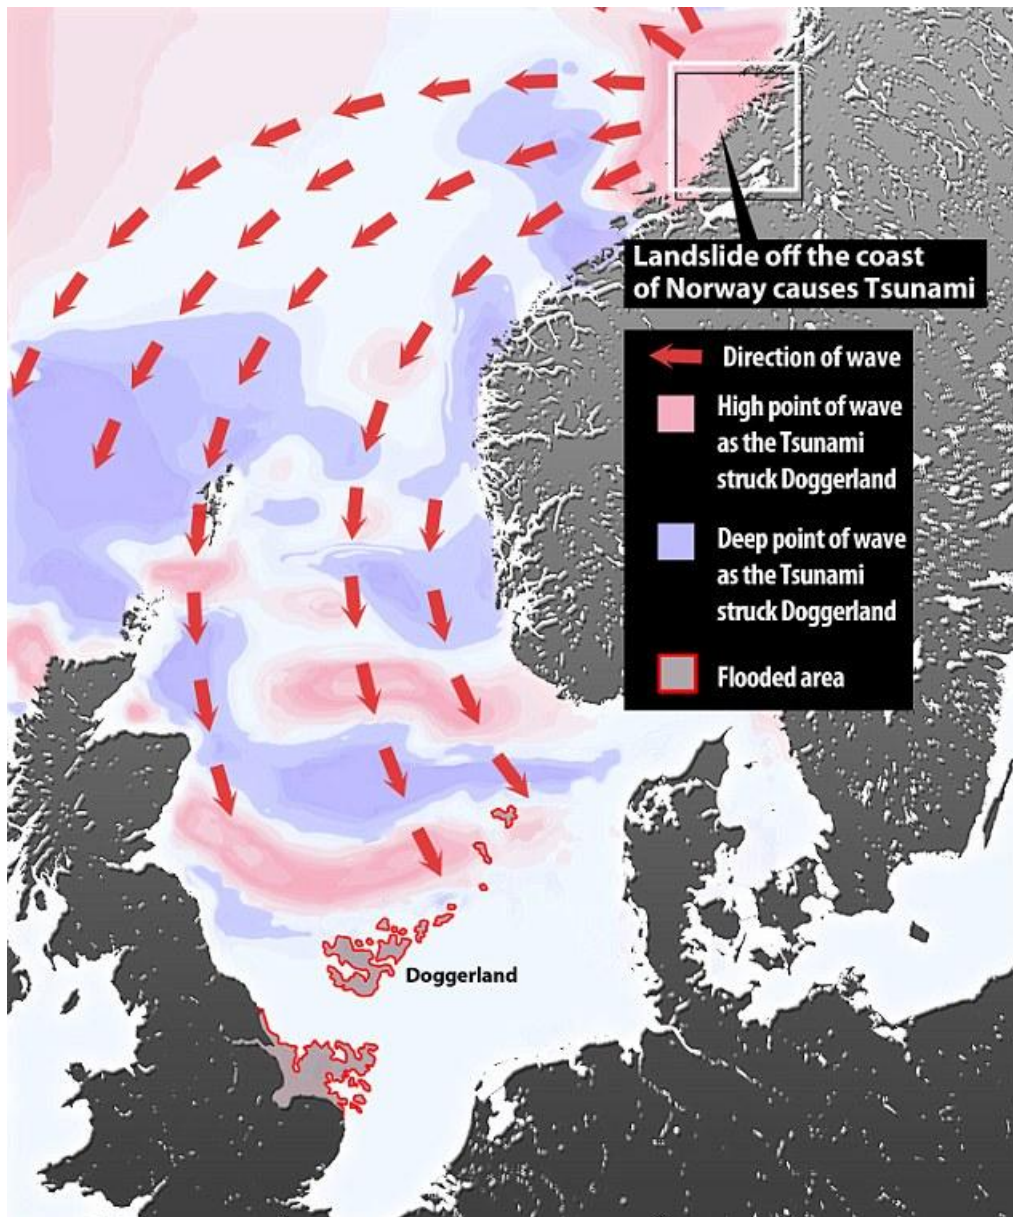 Landslide off the coast
of Norway causes Tsunami
Direction of wave
High point of wave
as the Tsunami
struck Doggerland
Deep point of wave
as the Tsunami
struck Doggerland
Flooded area
Doggerland